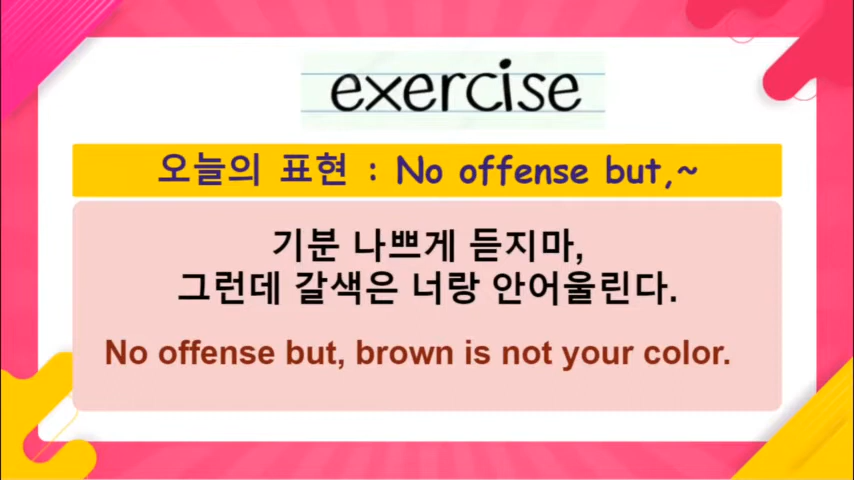 exercise
오늘의 표현 : No offense but,~
기분 나쁘게 듣지마,
그런데 갈색은 너랑 안어울린다.
No offense but, brown is not your color.